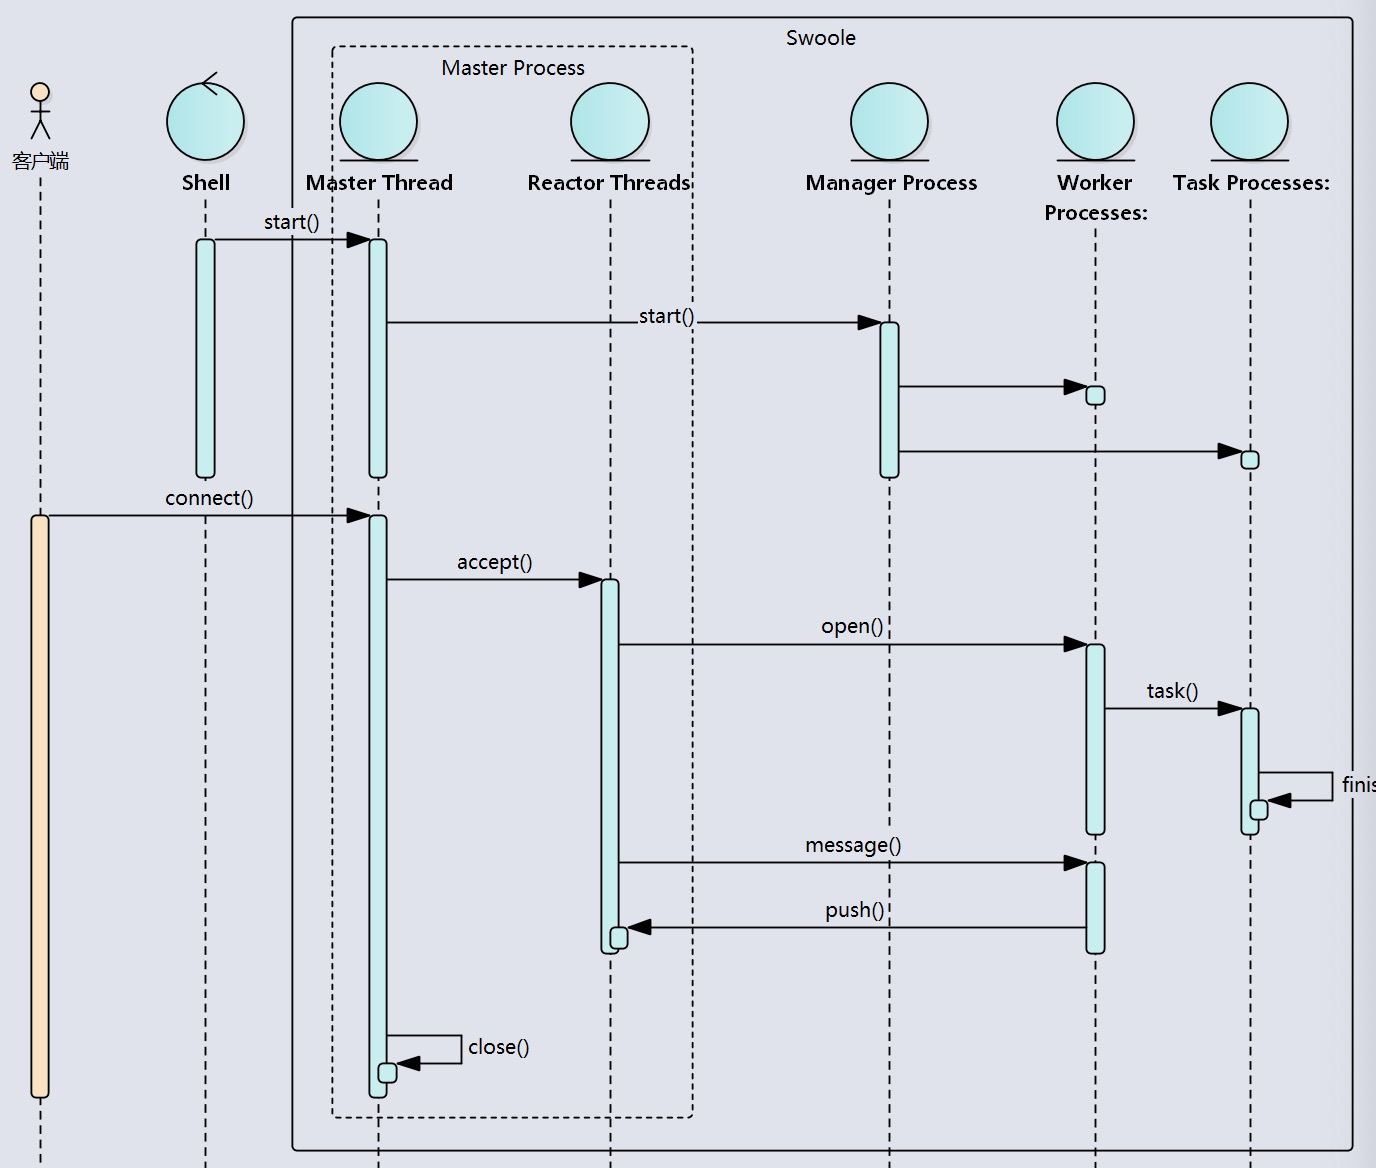 Swoole
Master Process
客户端
Shell
Master Thread
Reactor Threads
Manager Process
Worker
Processes:
Task Processes:
start()
start()
connect()
accept()
open()
task()
finis
message()
push()
close()